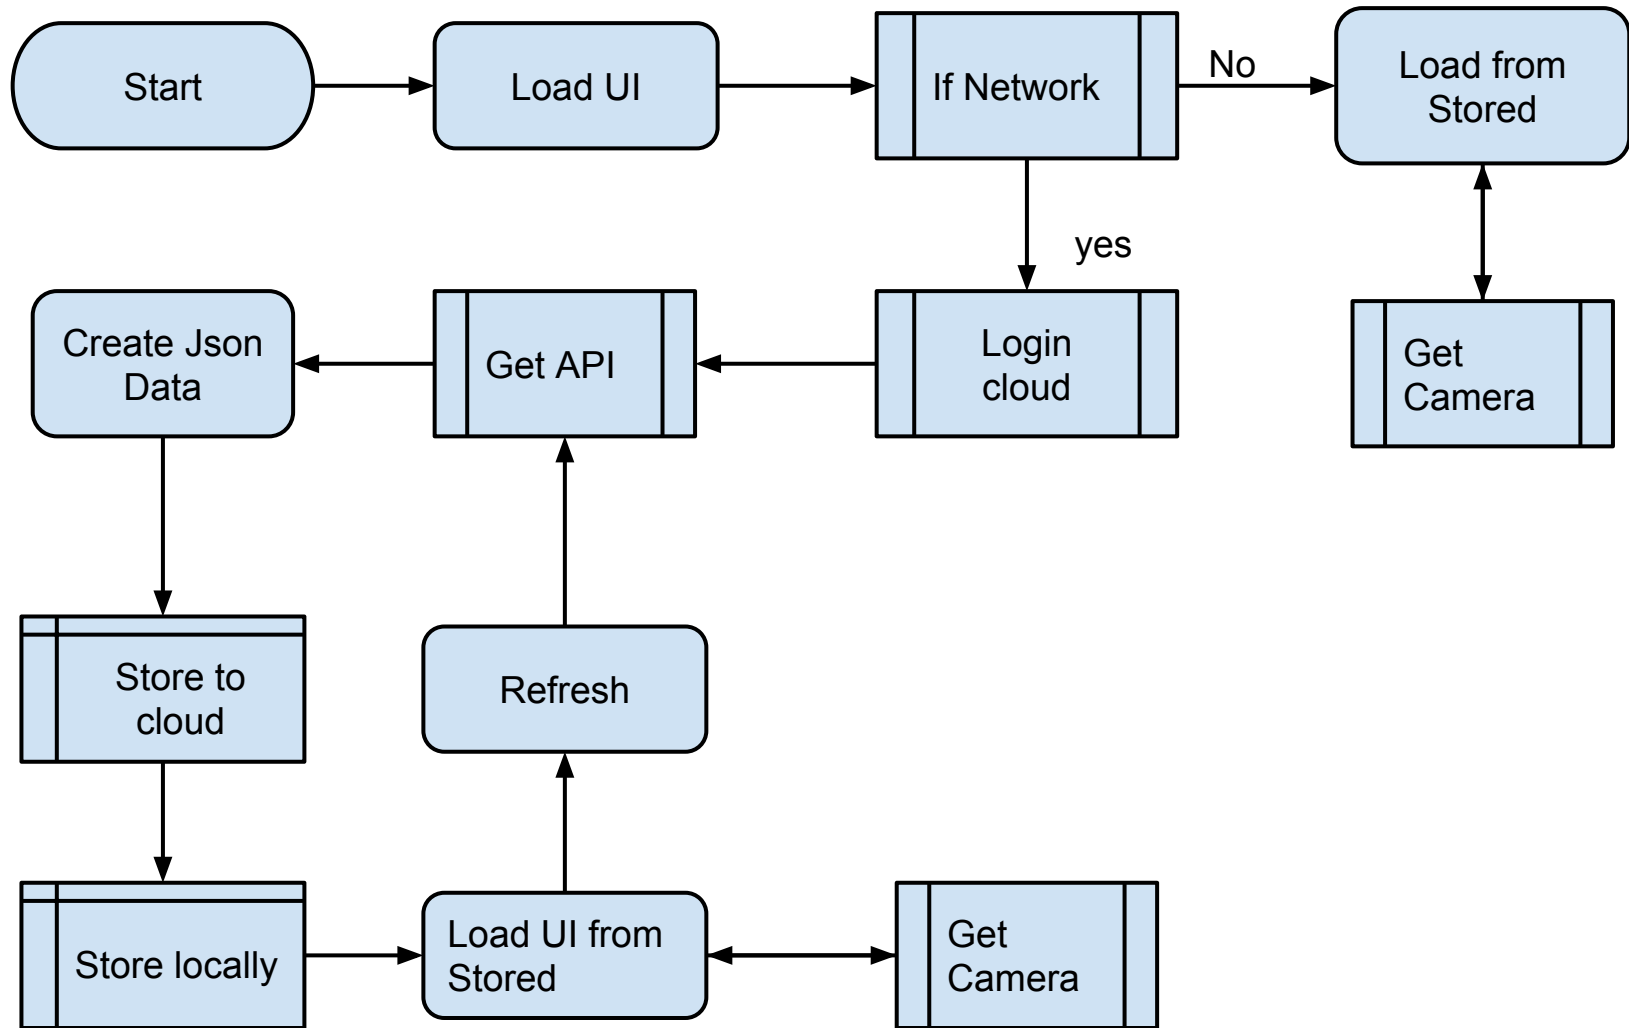 Start
Load UI
If Network
No
Load from
Stored
yes
Create Json
Data
Get API
Login
cloud
Get
Camera
Store to
cloud
Refresh
Store locally
Load UI from
Stored
Get
Camera